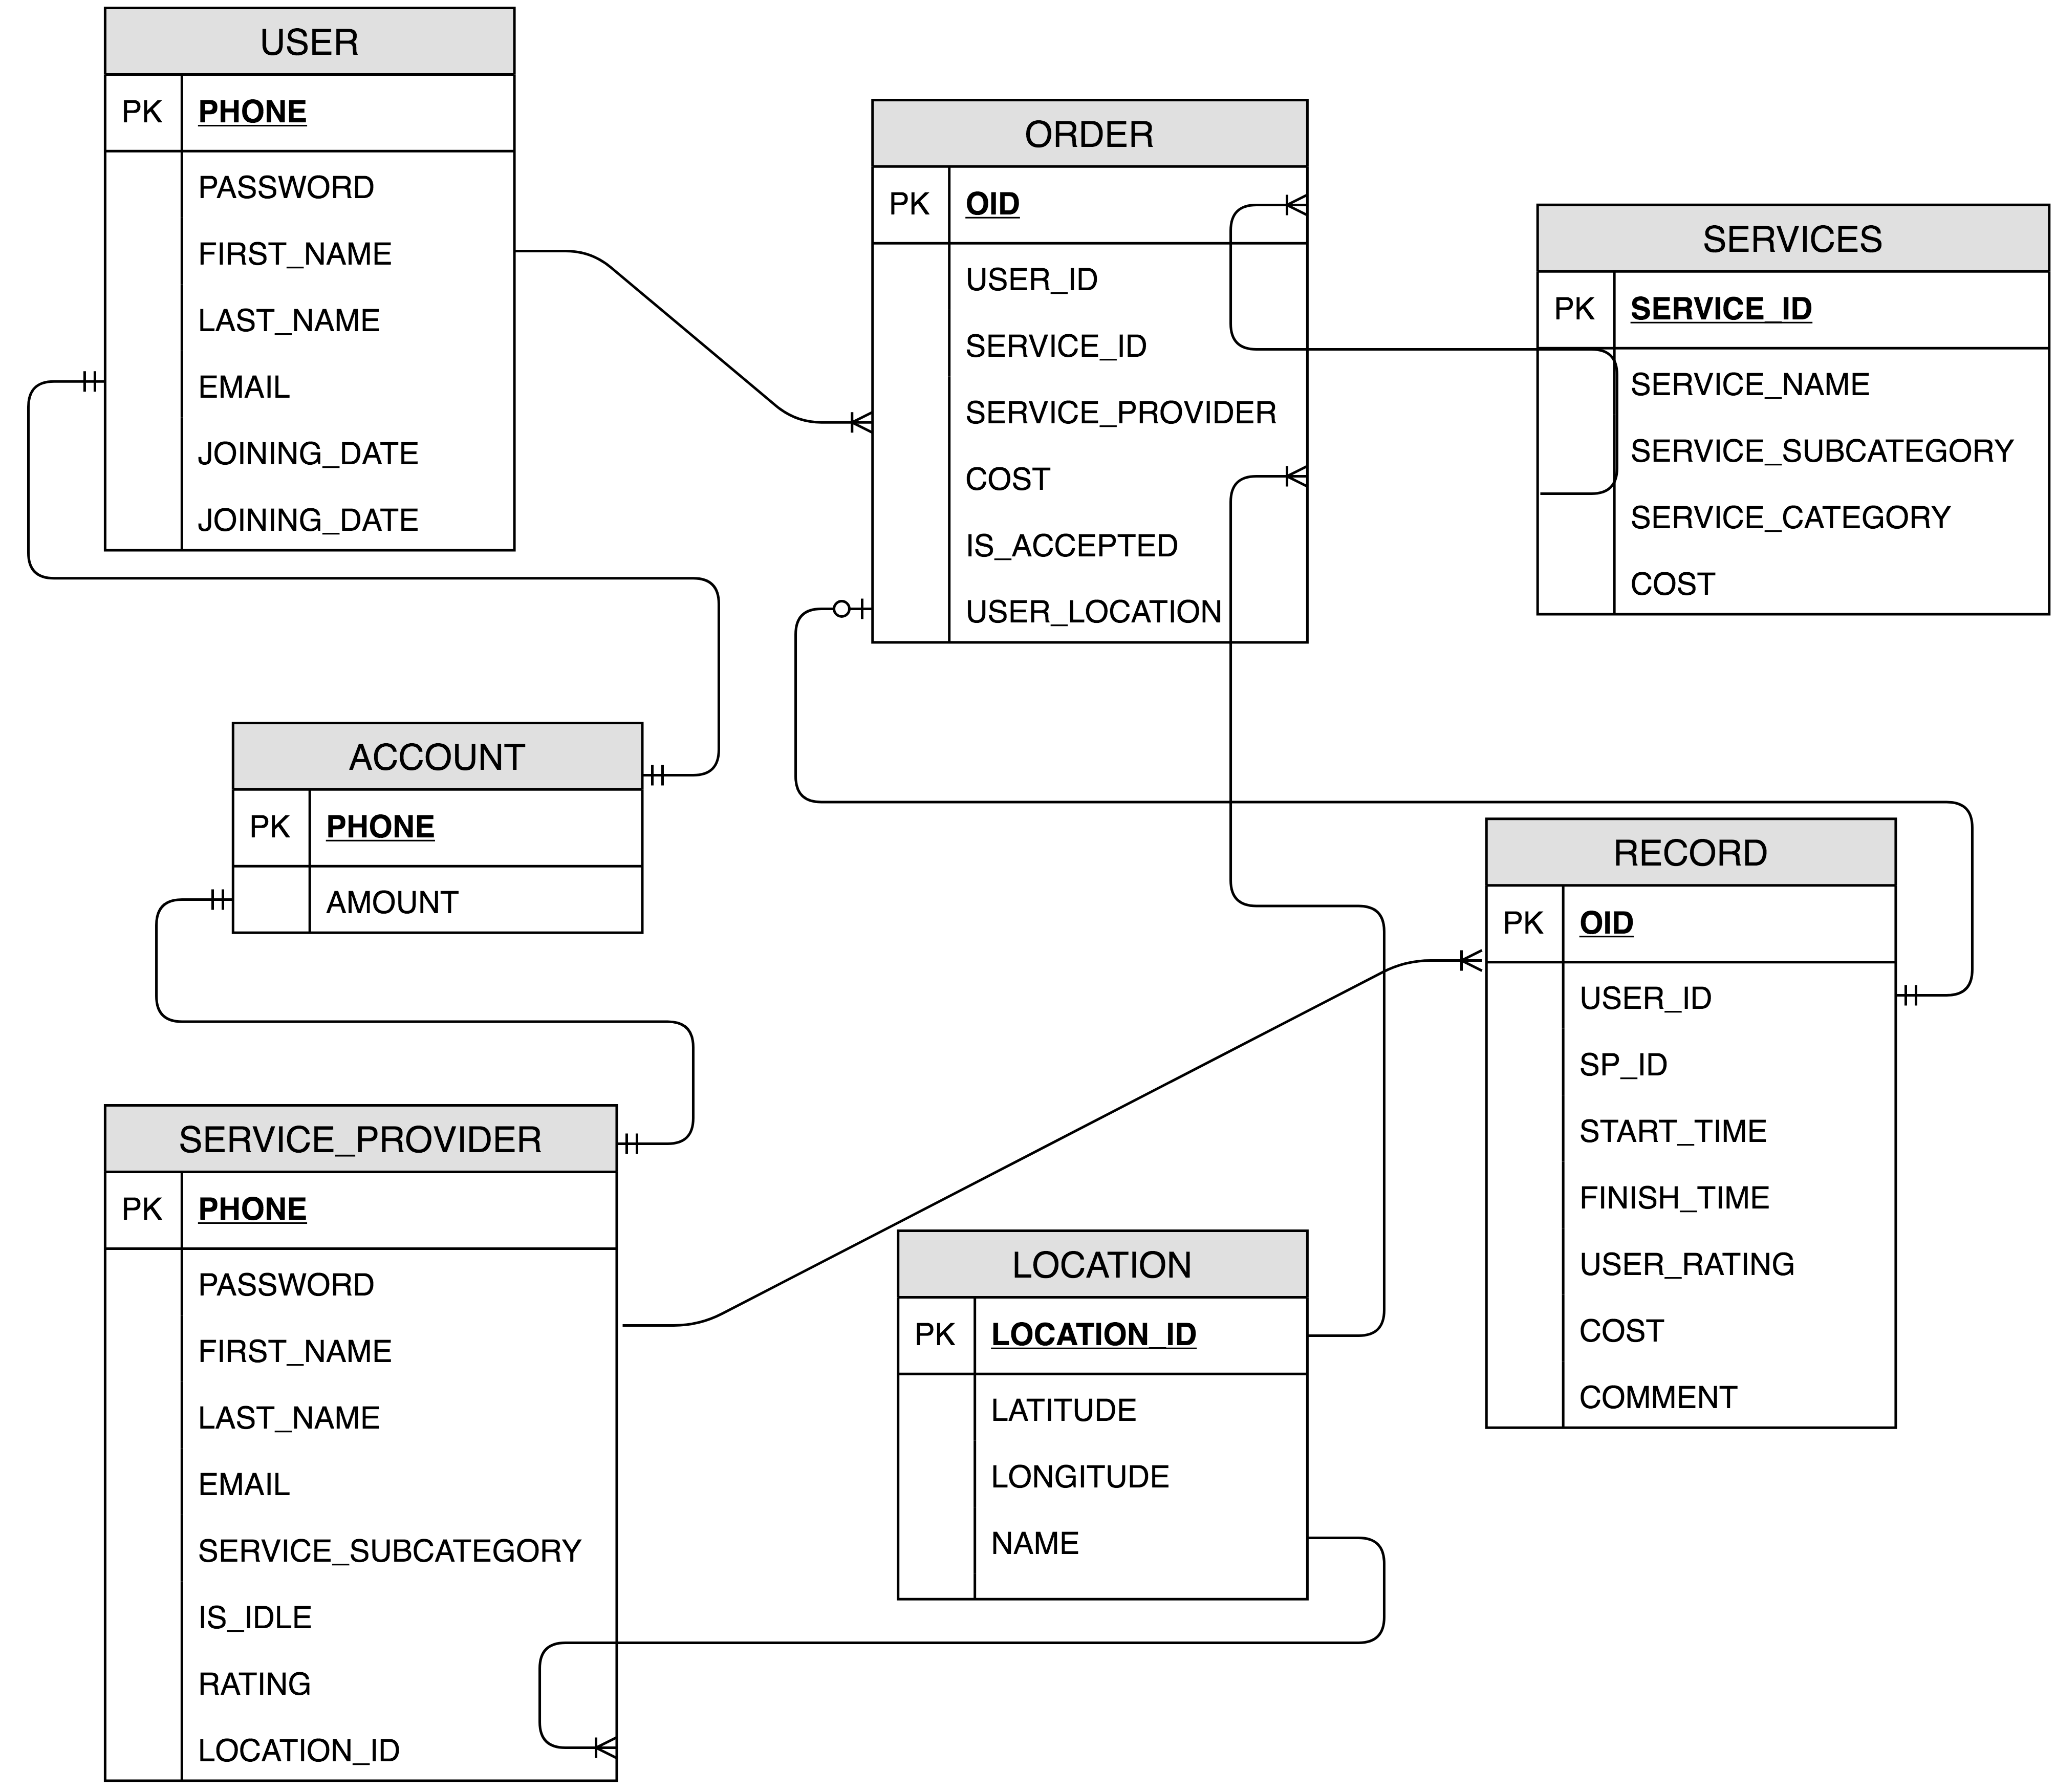 USER
PK PHONE
PASSWORD
FIRST_NAME
LAST_NAME
EMAIL
JOINING_DATE
JOINING_DATE
ORDER
PK OID
USER_ID
SERVICE_ID
SERVICE_PROVIDER
COST
IS_ACCEPTED
USER_LOCATION
SERVICES
PK SERVICE_ID
SERVICE_NAME
SERVICE_SUBCATEGORY
SERVICE_CATEGORY
COST
ACCOUNT
PK PHONE
AMOUNT
RECORD
PK OID
USER_ID
SP_ID
START_TIME
FINISH_TIME
USER_RATING
COST
COMMENT
SERVICE_PROVIDER
PK PHONE
PASSWORD
FIRST_NAME
LAST_NAME
EMAIL
SERVICE_SUBCATEGORY
IS_IDLE
RATING
LOCATION_ID
LOCATION
PK LOCATION_ID
LATITUDE
LONGITUDE
NAME